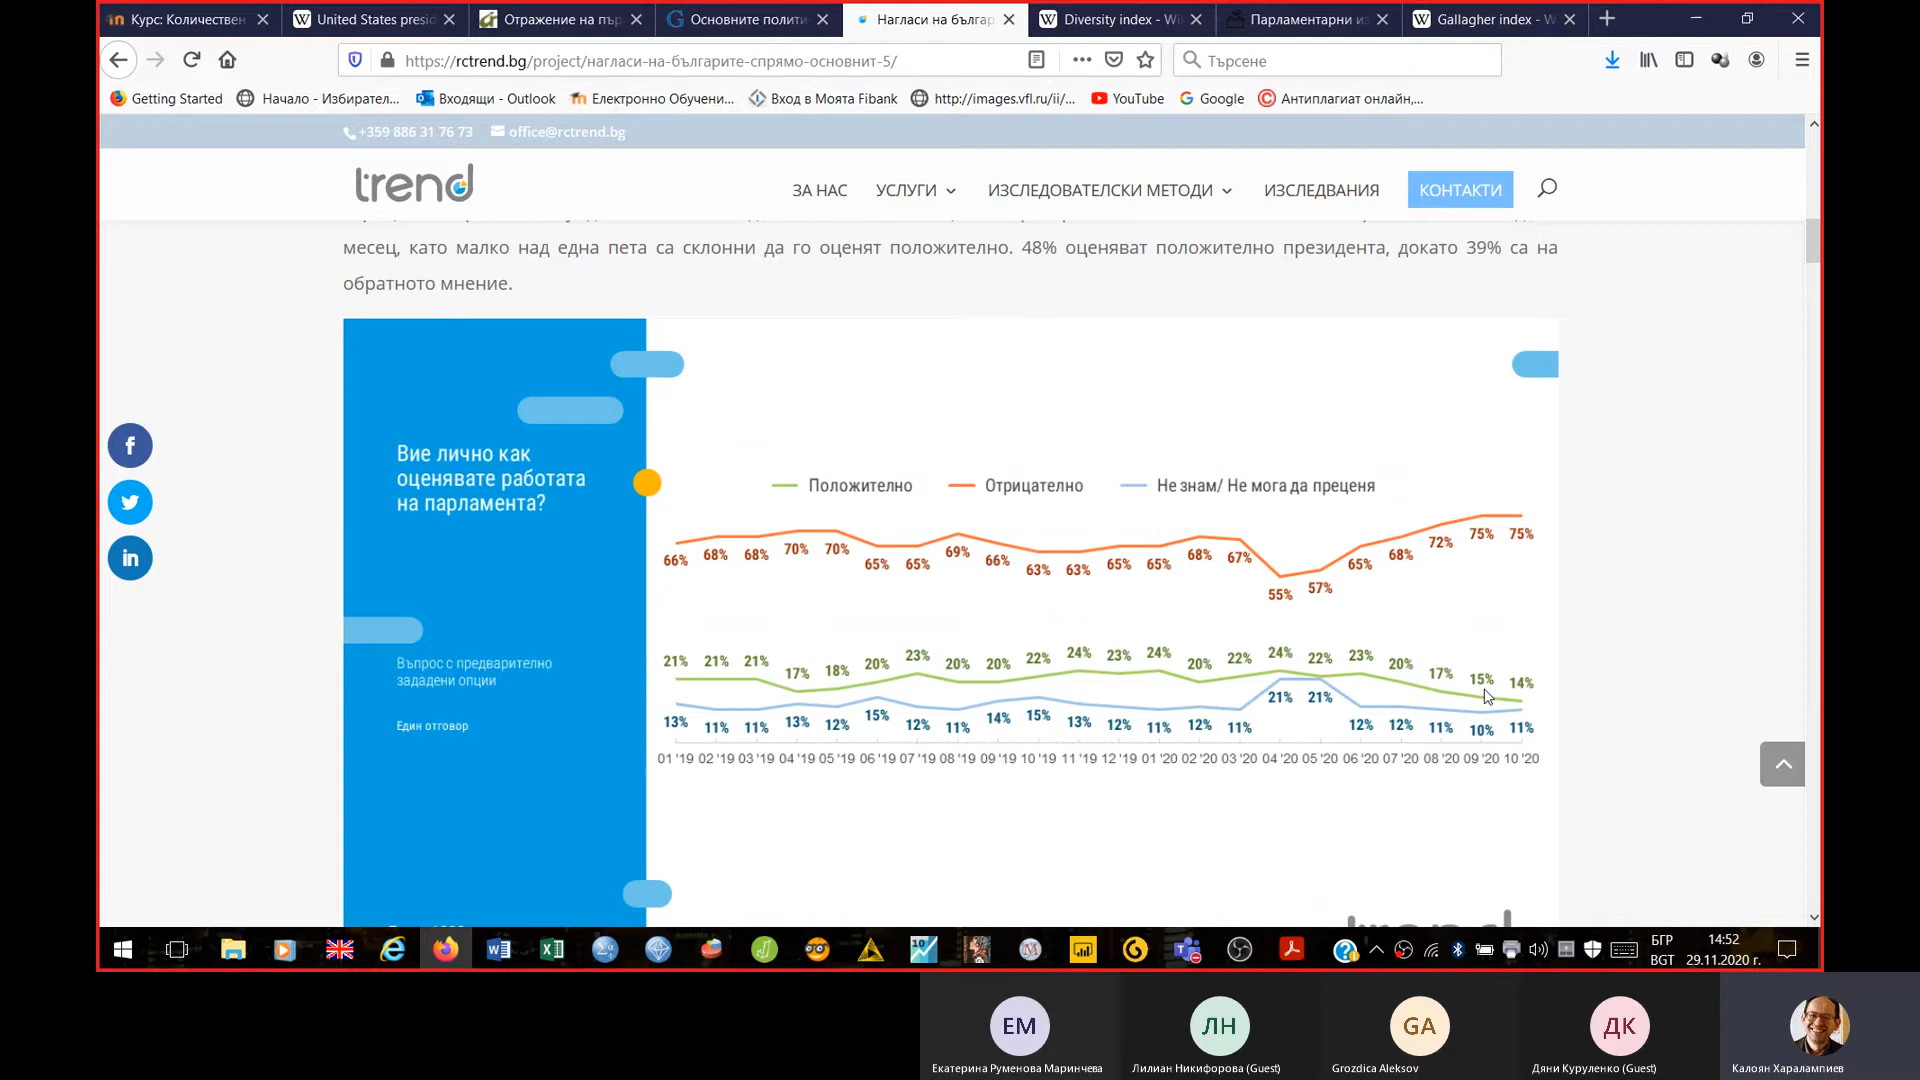 Курс: Количествен
United States presid
Отражение на пър
Основните полити
Нагласи на българ
Diversity index - Wi
Парламентарни из
Gallagher index - W
https://rctrend.bg/project/нагласи-на-българите-спрямо-основнит-5/
Търсене
Getting Started
Начало - Избирател...
Входящи - Outlook
Електронно Обучени...
Вход в Моята Fibank
http://images.vfl.ru/ii/...
YouTube
Google
Антиплагиат онлайн,...
+359 886 31 76 73 office@rctrend.bg
trend
ЗА НАС УСЛУГИ ИЗСЛЕДОВАТЕЛСКИ МЕТОДИ ИЗСЛЕДВАНИЯ КОНТАКТИ
месец, като малко над една пета са склонни да го оценят положително. 48% оценяват положително президента, докато 39% са на
обратното мнение.
Вие лично как
оценявате работата
на парламента?
Въпрос с предварително
зададени опции
Един отговор
Положително Отрицателно Не знам/ Не мога да преценя
66% 68% 68% 70% 70% 65% 65% 69% 66% 63% 63% 65% 65% 68% 67% 55% 57% 65% 68% 72% 75% 75%
21% 21% 21% 17% 18% 20% 23% 20% 20% 22% 24% 23% 24% 20% 22% 24% 22% 23% 20% 17% 15% 14%
13% 11% 11% 13% 12% 15% 12% 11% 14% 15% 13% 12% 11% 12% 11% 21% 21% 12% 12% 11% 10% 11%
01 '19 02 '19 03 '19 04 '19 05 '19 06 '19 07 '19 08 '19 09 '19 10 '19 11 '19 12 '19 01 '20 02 '20 03 '20 04 '20 05 '20 06 '20 07 '20 08 '20 09 '20 10 '20
БГР
BGT
14:52
29.11.2020 г.
ЕМ
ЛН
GA
ДК
Екатерина Руменова Маринчева
Лилиан Никифорова (Guest)
Grozdica Aleksov
Дяни Куруленко (Guest)
Калоян Харалампиев